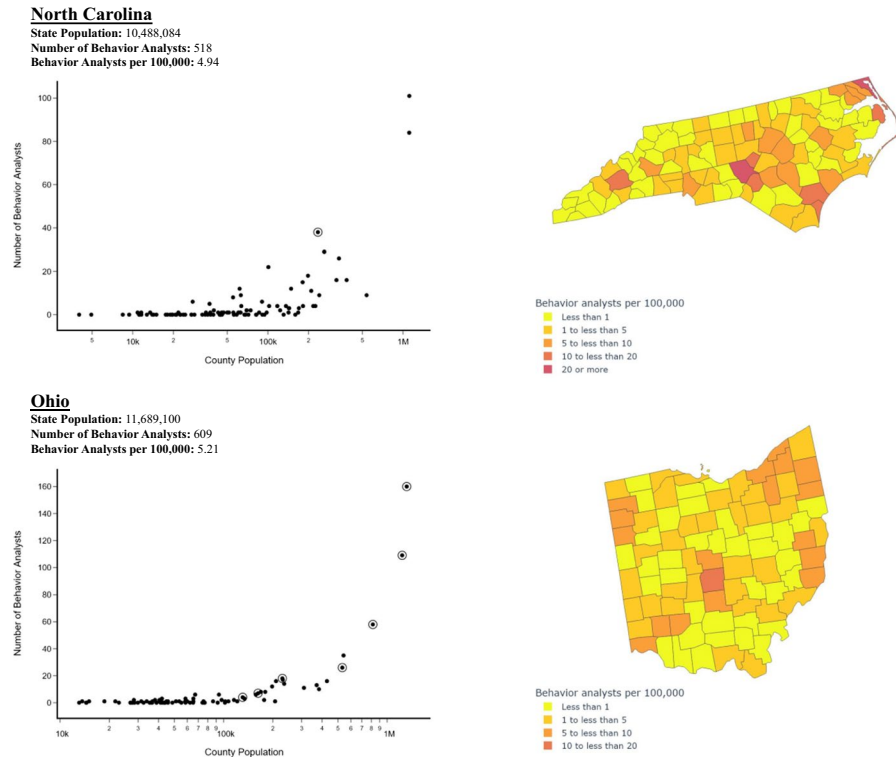 North Carolina
State Population: 10,488,084
Number of Behavior Analysts: 518
Behavior Analysts per 100,000: 4.94
100
80
60
40
20
0
Number of Behavior Analysts
5 10k 2 5 100k 2 5 1M
County Population
Behavior analysts per 100,000
Less than 1
1 to less than 5
5 to less than 10
10 to less than 20
20 or more
Ohio
State Population: 11,689,100
Number of Behavior Analysts: 609
Behavior Analysts per 100,000: 5.21
160
140
120
100
80
60
40
20
0
Number of Behavior Analysts
10k 2 3 4 5 6 7 8 9 100k 2 3 4 5 6 7 8 9 1M
County Population
Behavior analysts per 100,000
Less than 1
1 to less than 5
5 to less than 10
10 to less than 20